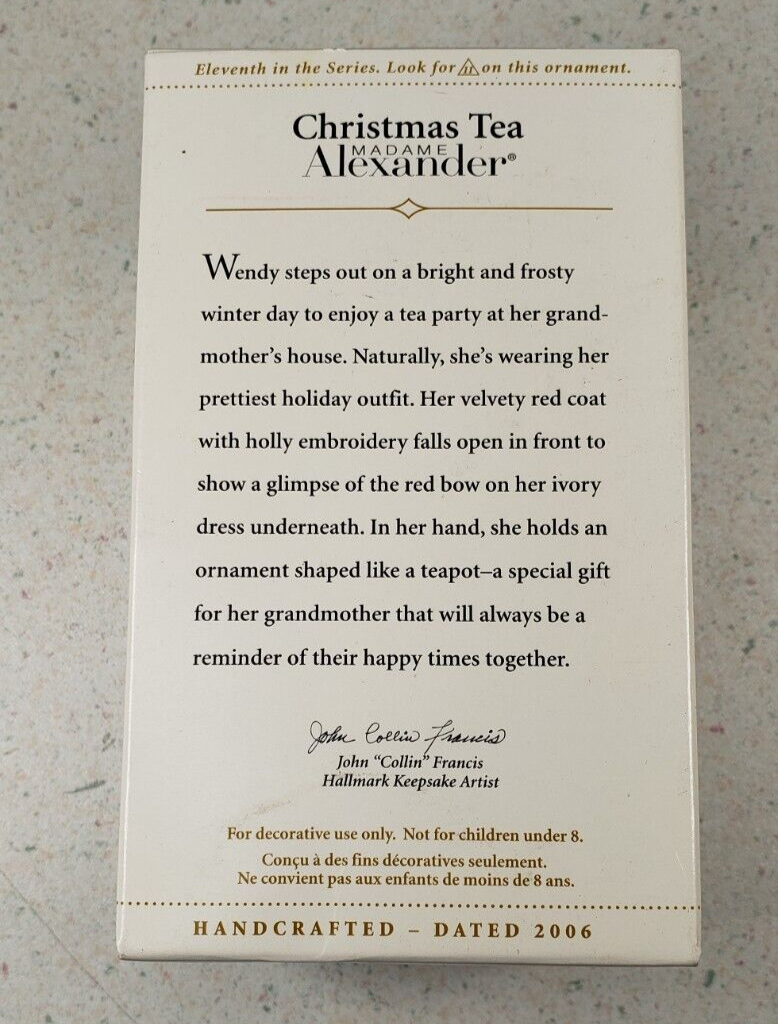 Eleventh in the Series. Look for 11 on this ornament.
Christmas Tea
MADAME
Alexander®
Wendy steps out on a bright and frosty
winter day to enjoy a tea party at her grand-
mother's house. Naturally, she's wearing her
prettiest holiday outfit. Her velvety red coat
with holly embroidery falls open in front to
show a glimpse of the red bow on her ivory
dress underneath. In her hand, she holds an
ornament shaped like a teapot–a special gift
for her grandmother that will always be a
reminder of their happy times together.
John Collin Francis
John "Collin" Francis
Hallmark Keepsake Artist
For decorative use only. Not for children under 8.
Conçu à des fins décoratives seulement.
Ne convient pas aux enfants de moins de 8 ans.
HANDCRAFTED – DATED 2006